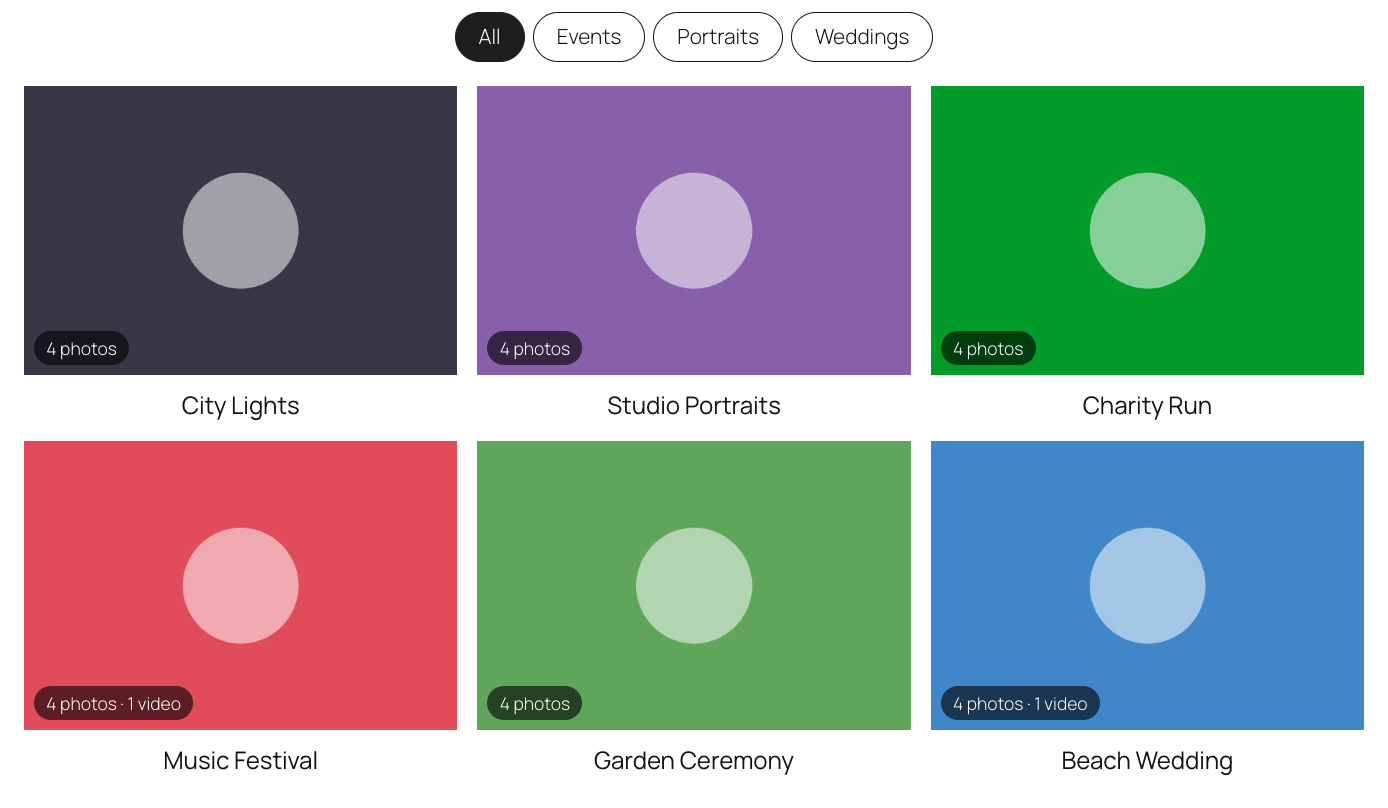 All
Events
Portraits
Weddings
4 photos
4 photos
4 photos
City Lights
Studio Portraits
Charity Run
4 photos · 1 video
4 photos
4 photos · 1 video
Music Festival
Garden Ceremony
Beach Wedding